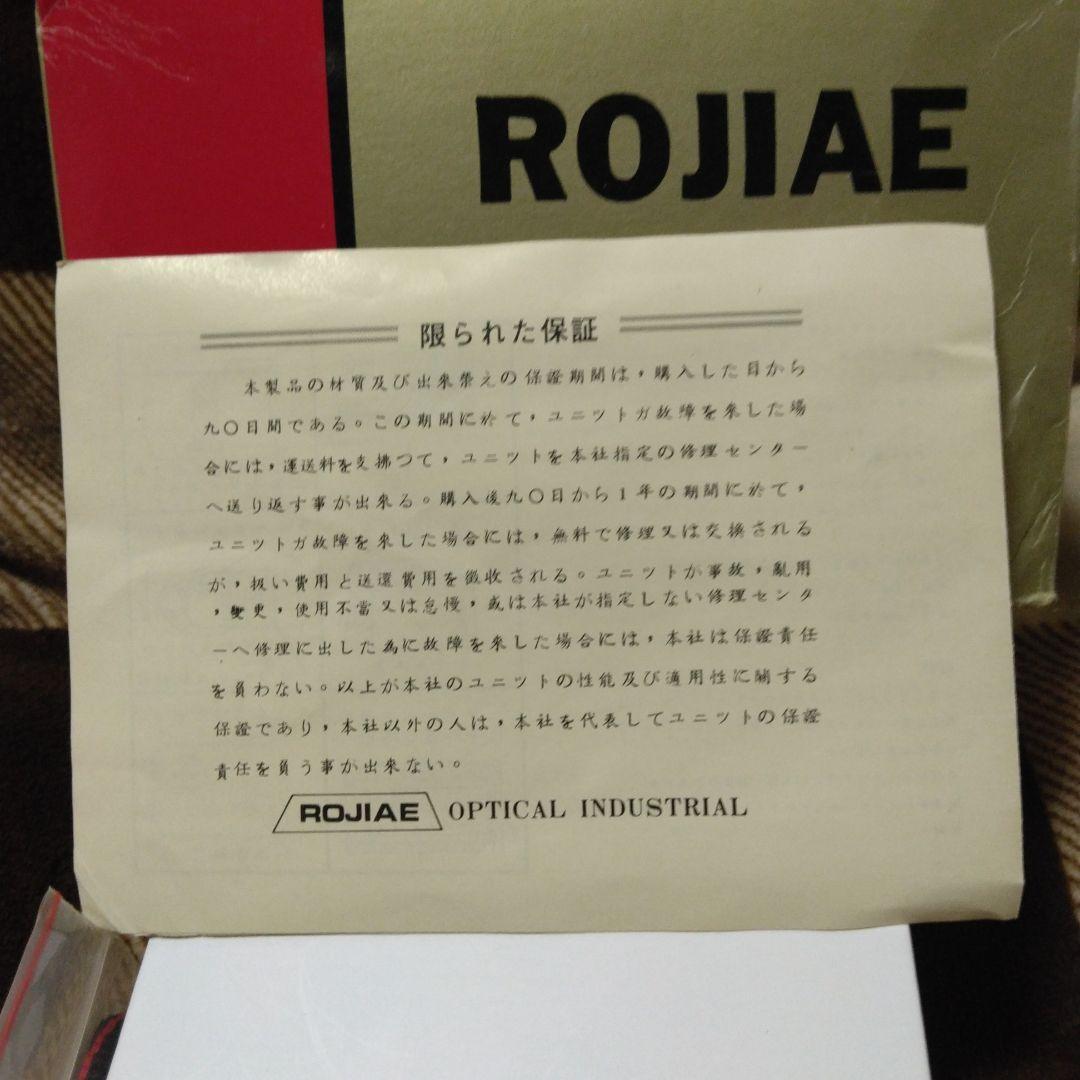 ROJIAE
限られた保証
本製品の材質及び出來榮えの保證期間は，購入した日から
九〇日間である。この期間に於て，ユニツトガ故障を来した場
合には，運送料を支拂つて，ユニツトを本社指定の修理センター
へ送り返す事が出来る。購入後九〇日から1年の期間に於て，
ユニツトガ故障を来した場合には，無料で修理又は交換される
が，扱い費用と送還費用を徴收される。ユニツトが事故，亂用
，變更，使用不當又は怠慢，或は本社が指定しない修理センタ
ーへ修理に出した為に故障を来した場合には，本社は保證責任
を負わない。以上が本社のユニツトの性能及び適用性に關する
保證であり，本社以外の人は，本社を代表してユニツトの保證
責任を負う事が出来ない。
ROJIAE OPTICAL INDUSTRIAL